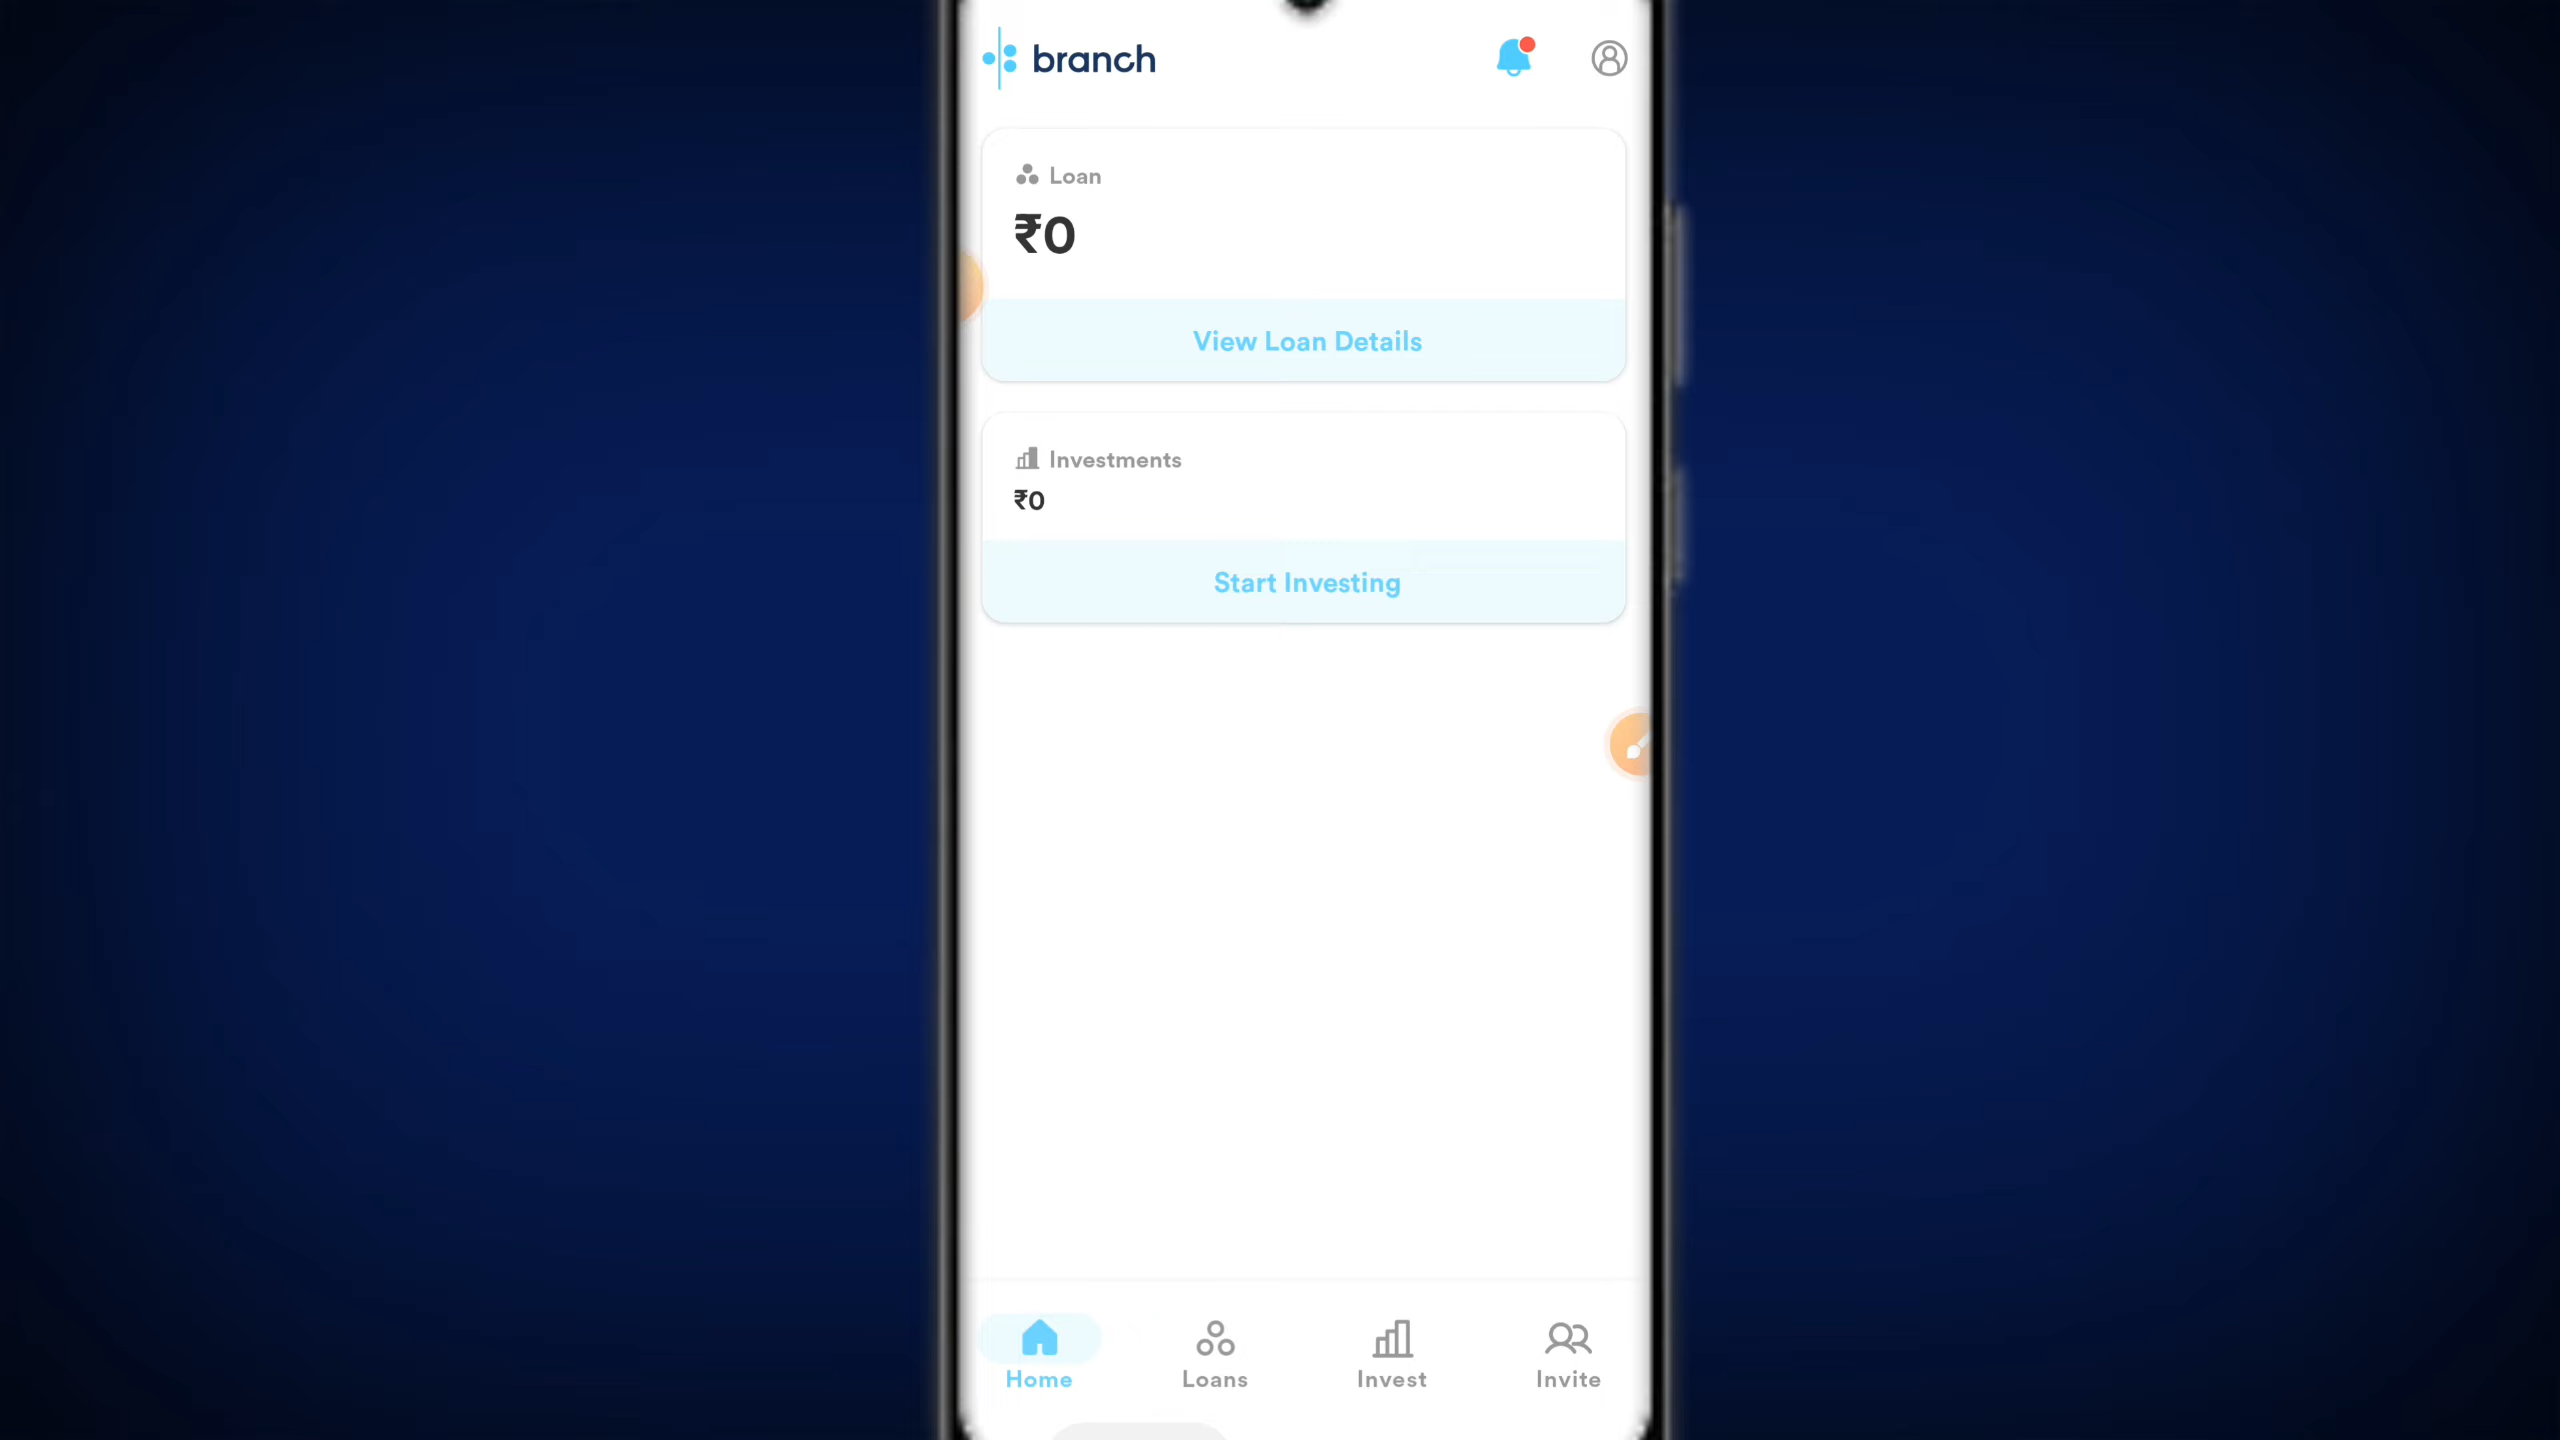 branch
Loan
₹0
View Loan Details
Investments
₹0
Start Investing
Home
Loans
Invest
Invite